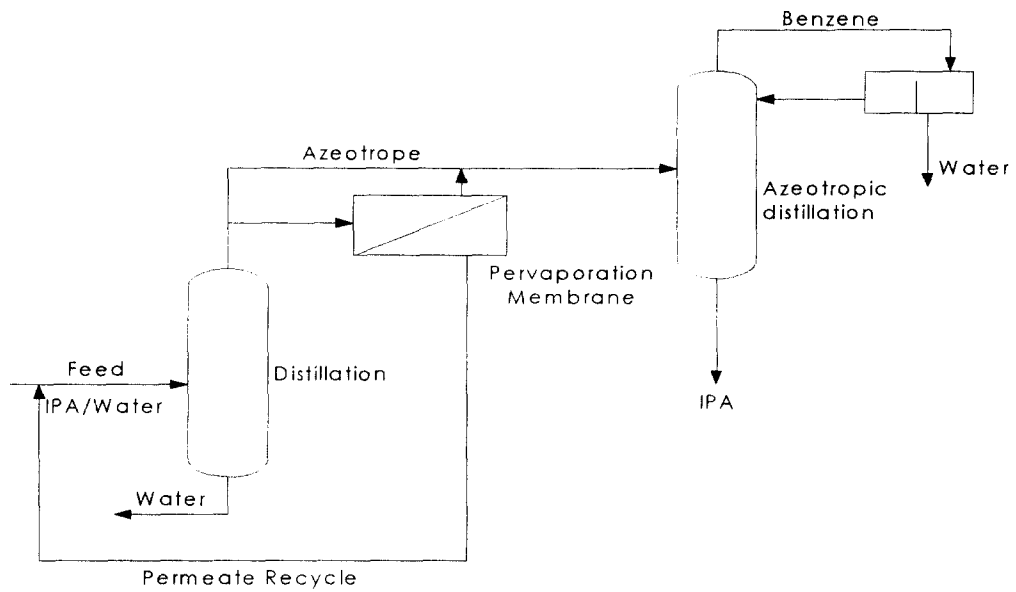 Benzene
Azeotrope
Water
Azeotropic
distillation
Pervaporation
Membrane
Feed
Distillation
IPA/Water
IPA
Water
Permeate Recycle